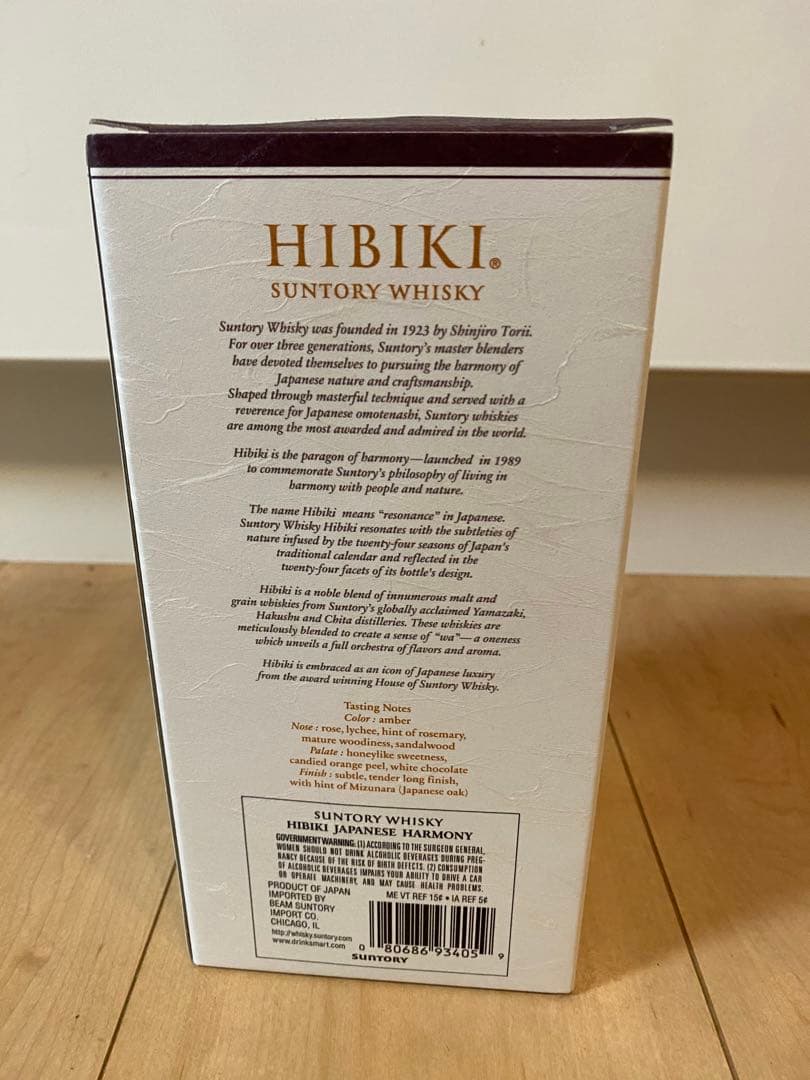 HIBIKI®
SUNTORY WHISKY
Suntory Whisky was founded in 1923 by Shinjiro Torii.
For over three generations, Suntory's master blenders
have devoted themselves to pursuing the harmony of
Japanese nature and craftsmanship.
Shaped through masterful technique and served with a
reverence for Japanese omotenashi, Suntory whiskies
are among the most awarded and admired in the world.
Hibiki is the paragon of harmony—launched in 1989
to commemorate Suntory's philosophy of living in
harmony with people and nature.
The name Hibiki means "resonance" in Japanese.
Suntory Whisky Hibiki resonates with the subtleties of
nature infused by the twenty-four seasons of Japan's
traditional calendar and reflected in the
twenty-four facets of its bottle's design.
Hibiki is a noble blend of innumerous malt and
grain whiskies from Suntory's globally acclaimed Yamazaki,
Hakushu and Chita distilleries. These whiskies are
meticulously blended to create a sense of "wa"—a oneness
which unveils a full orchestra of flavors and aroma.
Hibiki is embraced as an icon of Japanese luxury
from the award winning House of Suntory Whisky.
Tasting Notes
Color : amber
Nose : rose, lychee, hint of rosemary,
mature woodiness, sandalwood
Palate : honeylike sweetness,
candied orange peel, white chocolate
Finish : subtle, tender long finish,
with hint of Mizunara (Japanese oak)
SUNTORY WHISKY
HIBIKI JAPANESE HARMONY
GOVERNMENT WARNING: (1) ACCORDING TO THE SURGEON GENERAL,
WOMEN SHOULD NOT DRINK ALCOHOLIC BEVERAGES DURING PREG-
NANCY BECAUSE OF THE RISK OF BIRTH DEFECTS. (2) CONSUMPTION
OF ALCOHOLIC BEVERAGES IMPAIRS YOUR ABILITY TO DRIVE A CAR
OR OPERATE MACHINERY, AND MAY CAUSE HEALTH PROBLEMS.
ME VT REF 15¢ • IA REF 5¢
PRODUCT OF JAPAN
IMPORTED BY
BEAM SUNTORY
IMPORT CO.
CHICAGO, IL
http://whisky.suntory.com
www.drinksmart.com
0 80686 93405 9
SUNTORY